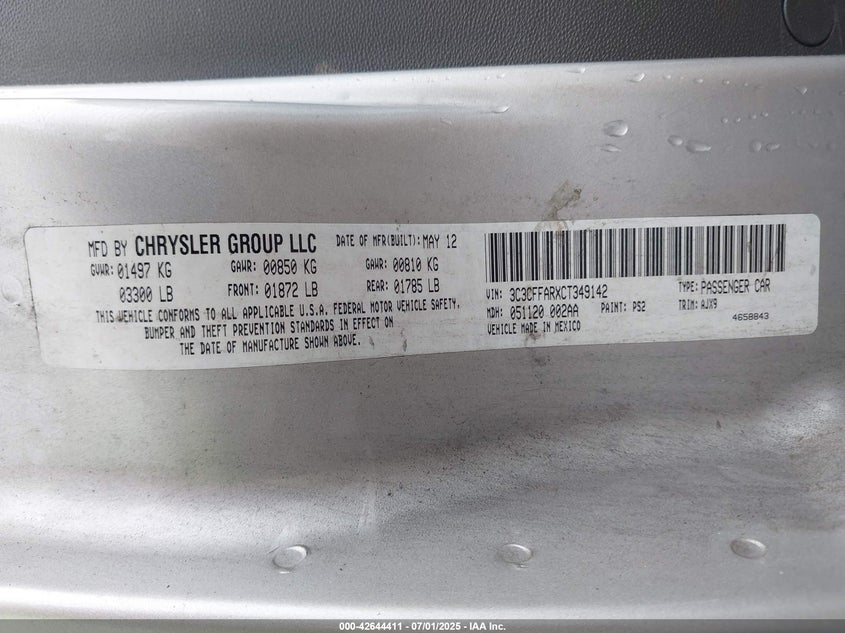 MFD BY CHRYSLER GROUP LLC DATE OF MFR(BUILT): MAY 12
GVWR: 01497 KG GAWR: 00850 KG GAWR: 00810 KG
03300 LB FRONT: 01872 LB REAR: 01785 LB
THIS VEHICLE CONFORMS TO ALL APPLICABLE U.S.A. FEDERAL MOTOR VEHICLE SAFETY,
BUMPER AND THEFT PREVENTION STANDARDS IN EFFECT ON
THE DATE OF MANUFACTURE SHOWN ABOVE.
VIN: 3C3CFFARXCT349142 TYPE: PASSENGER CAR
MDH: 051120 002AA PAINT: PS2 TRIM: AJX9
VEHICLE MADE IN MEXICO 4658843
000-42644411 - 07/01/2025 - IAA Inc.